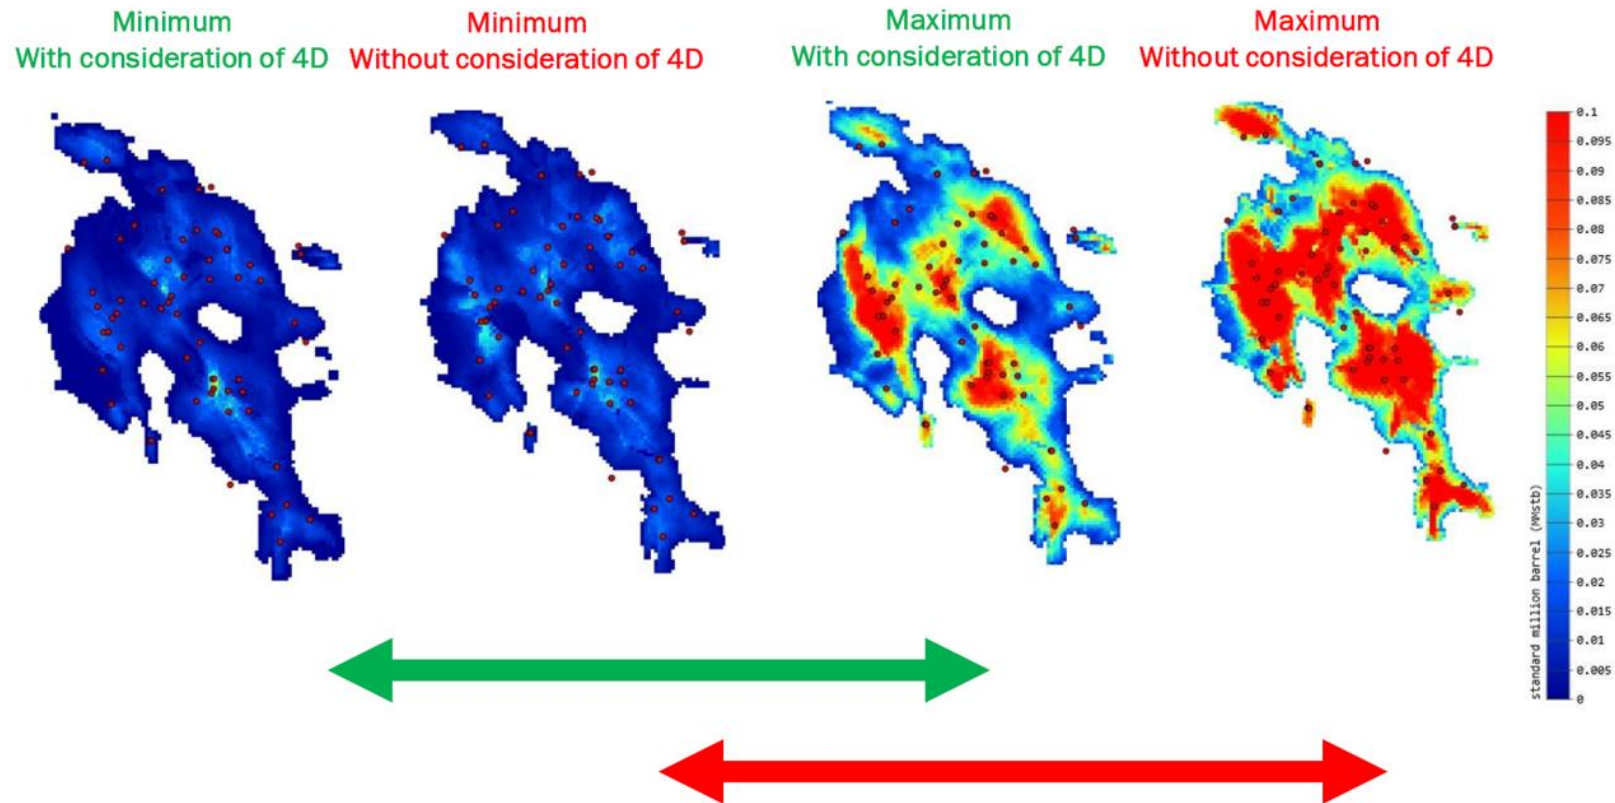 Minimum
With consideration of 4D
Minimum
Without consideration of 4D
Maximum
With consideration of 4D
Maximum
Without consideration of 4D
0.1
0.095
0.09
0.085
0.08
0.075
0.07
0.065
0.06
0.055
0.05
0.045
0.04
0.035
0.03
0.025
0.02
0.015
0.01
0.005
0
standard million barrel (MMstb)